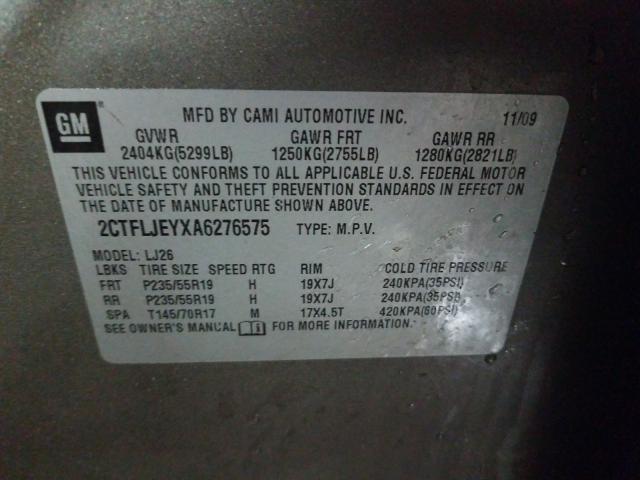 GM
MFD BY CAMI AUTOMOTIVE INC. 11/09
GVWR GAWR FRT GAWR RR
2404KG(5299LB) 1250KG(2755LB) 1280KG(2821LB)
THIS VEHICLE CONFORMS TO ALL APPLICABLE U.S. FEDERAL MOTOR
VEHICLE SAFETY AND THEFT PREVENTION STANDARDS IN EFFECT ON
THE DATE OF MANUFACTURE SHOWN ABOVE.
2CTFLJEYXA6276575 TYPE: M.P.V.
MODEL: LJ26
LBKS TIRE SIZE SPEED RTG RIM COLD TIRE PRESSURE
FRT P235/55R19 H 19X7J 240KPA(35PSI)
RR P235/55R19 H 19X7J 240KPA(35PSI)
SPA T145/70R17 M 17X4.5T 420KPA(60PSI)
SEE OWNER'S MANUAL FOR MORE INFORMATION.